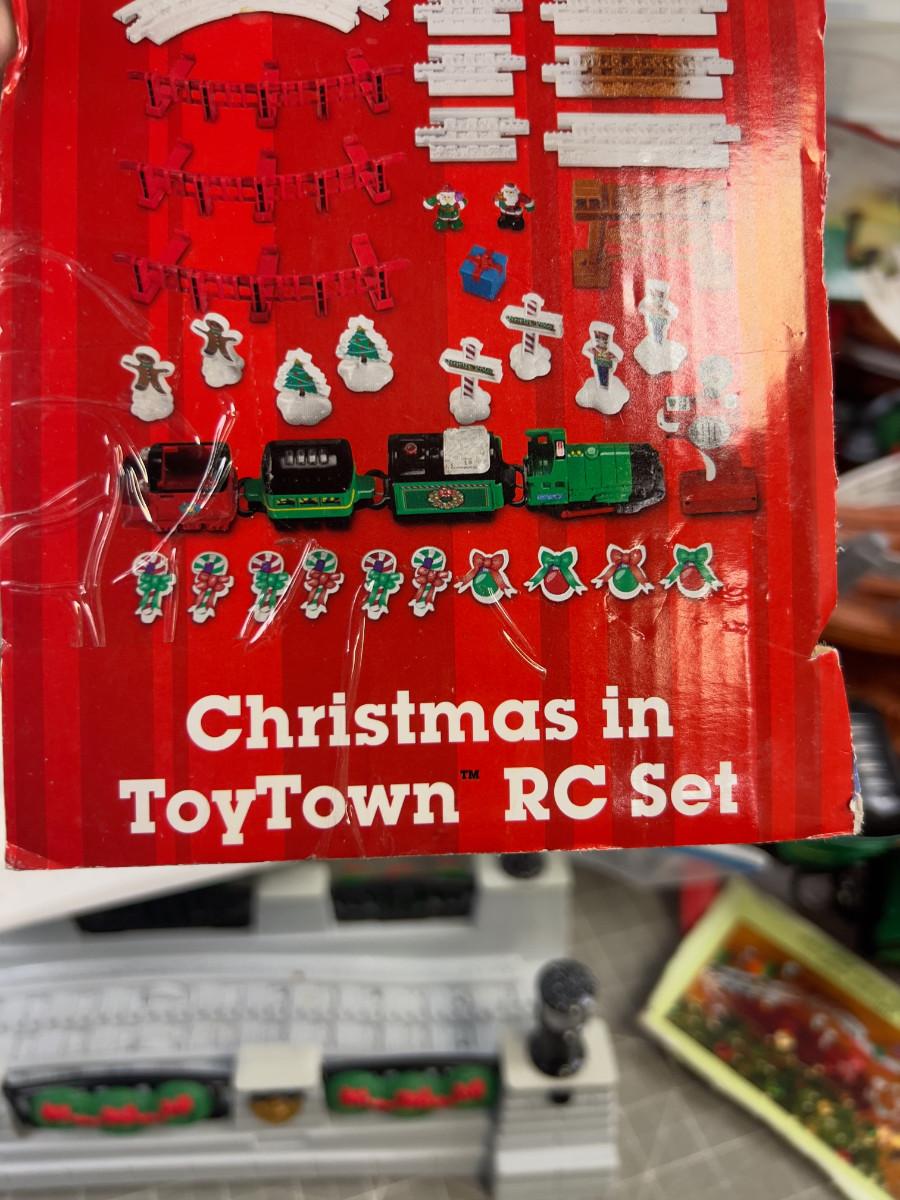 Christmas in
ToyTown™ RC Set